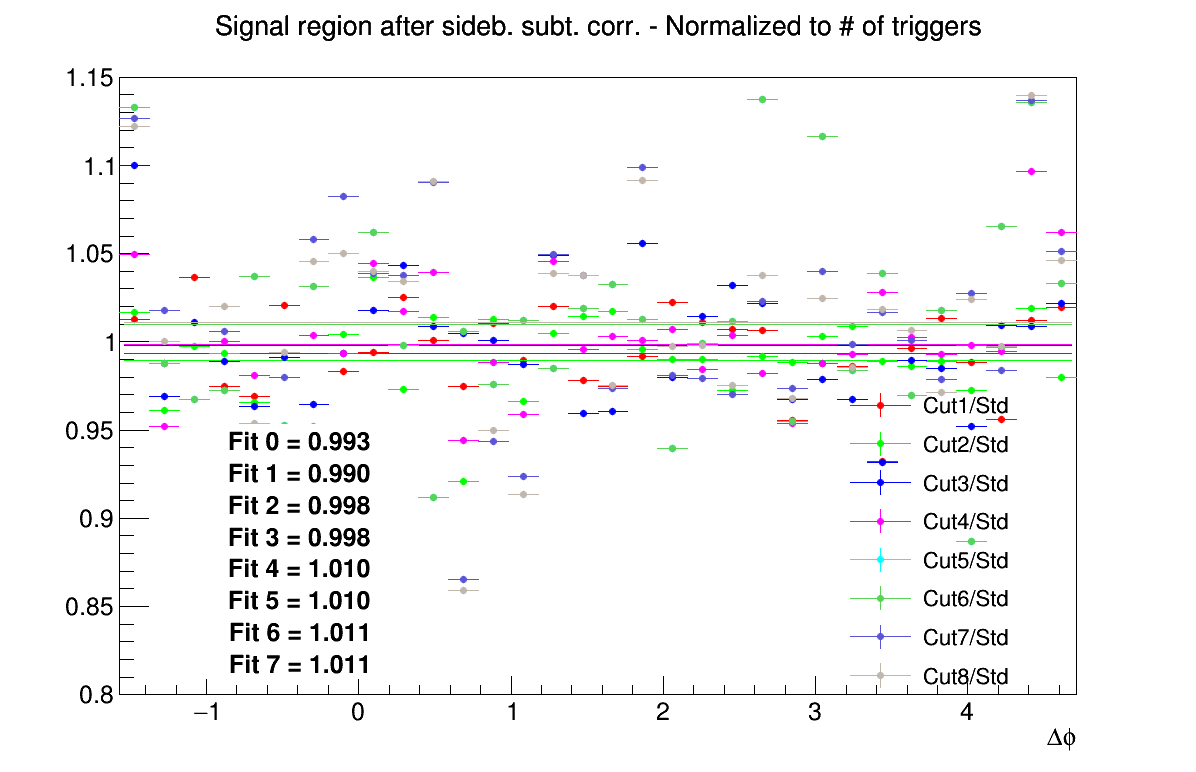 Signal region after sideb. subt. corr. - Normalized to # of triggers
1.15
1.1
1.05
1
0.95
0.9
0.85
0.8
Fit 0 = 0.993
Fit 1 = 0.990
Fit 2 = 0.998
Fit 3 = 0.998
Fit 4 = 1.010
Fit 5 = 1.010
Fit 6 = 1.011
Fit 7 = 1.011
Cut1/Std
Cut2/Std
Cut3/Std
Cut4/Std
Cut5/Std
Cut6/Std
Cut7/Std
Cut8/Std
−1 0 1 2 3 4
Δϕ